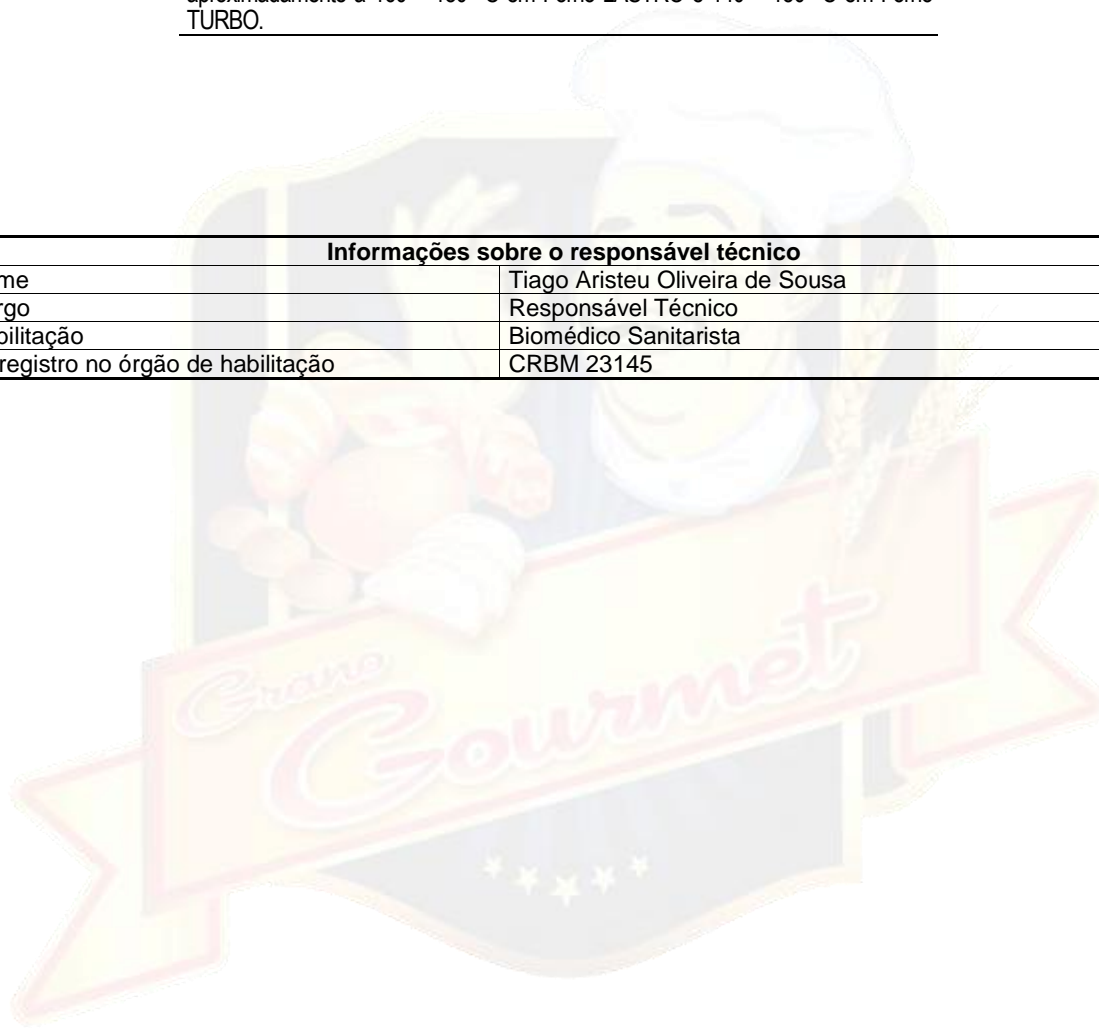 TURBO.
Informações sobre o responsável técnico
me Tiago Aristeu Oliveira de Sousa
rgo Responsável Técnico
bilitação Biomédico Sanitarista
registro no órgão de habilitação CRBM 23145
Grano
Gourmet